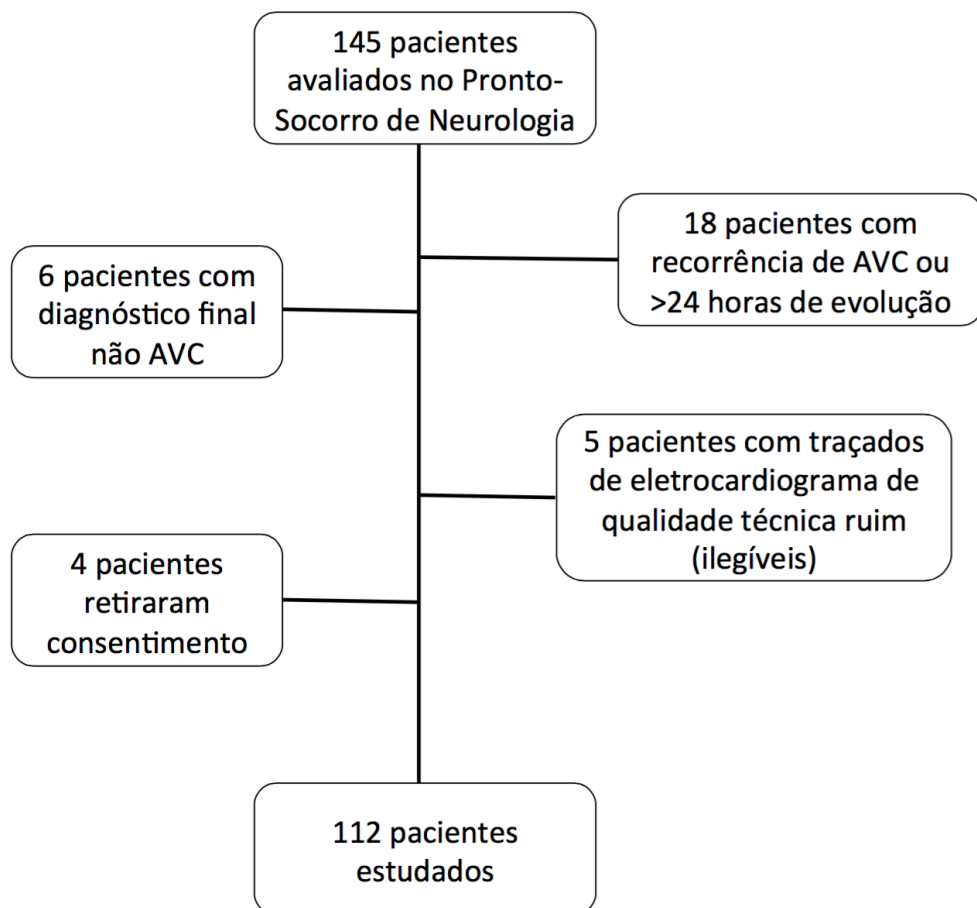 145 pacientes
avaliados no Pronto-
Socorro de Neurologia
18 pacientes com
recorrência de AVC ou
>24 horas de evolução
6 pacientes com
diagnóstico final
não AVC
5 pacientes com traçados
de eletrocardiograma de
qualidade técnica ruim
(ilegíveis)
4 pacientes
retiraram
consentimento
112 pacientes
estudados